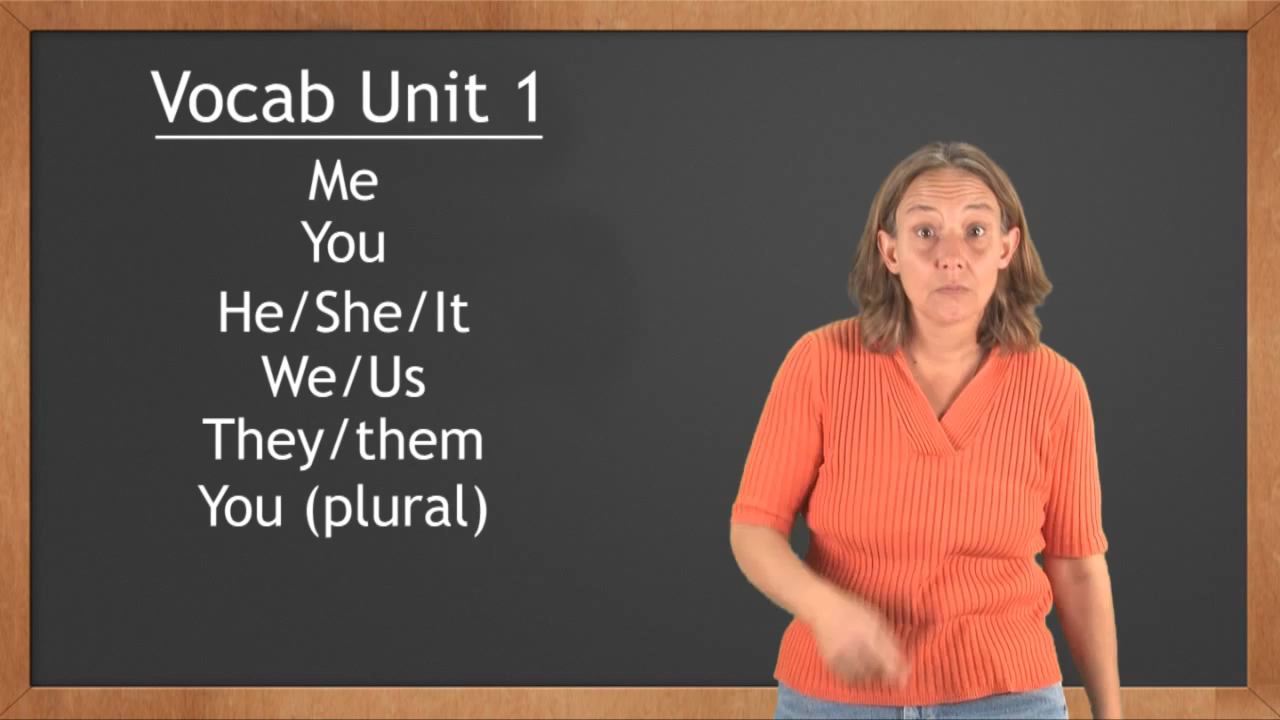 Vocab Unit 1
Me
You
He/She/It
We/Us
They/them
You (plural)